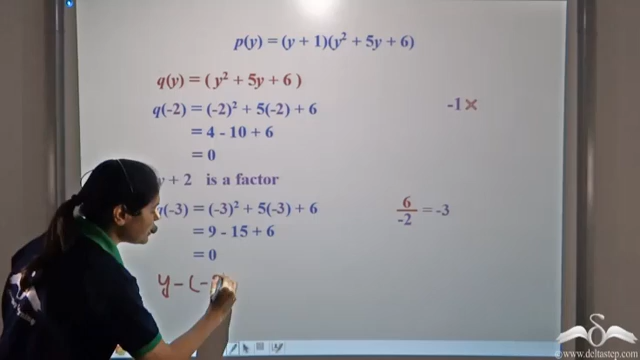 p(y) = (y + 1)(y² + 5y + 6)
q(y) = ( y² + 5y + 6 )
q(-2) = (-2)² + 5(-2) + 6
-1 ×
= 4 - 10 + 6
= 0
+ 2 is a factor
(-3) = (-3)² + 5(-3) + 6
6/-2 = -3
= 9 - 15 + 6
= 0
y - (-
©www.deltastep.com